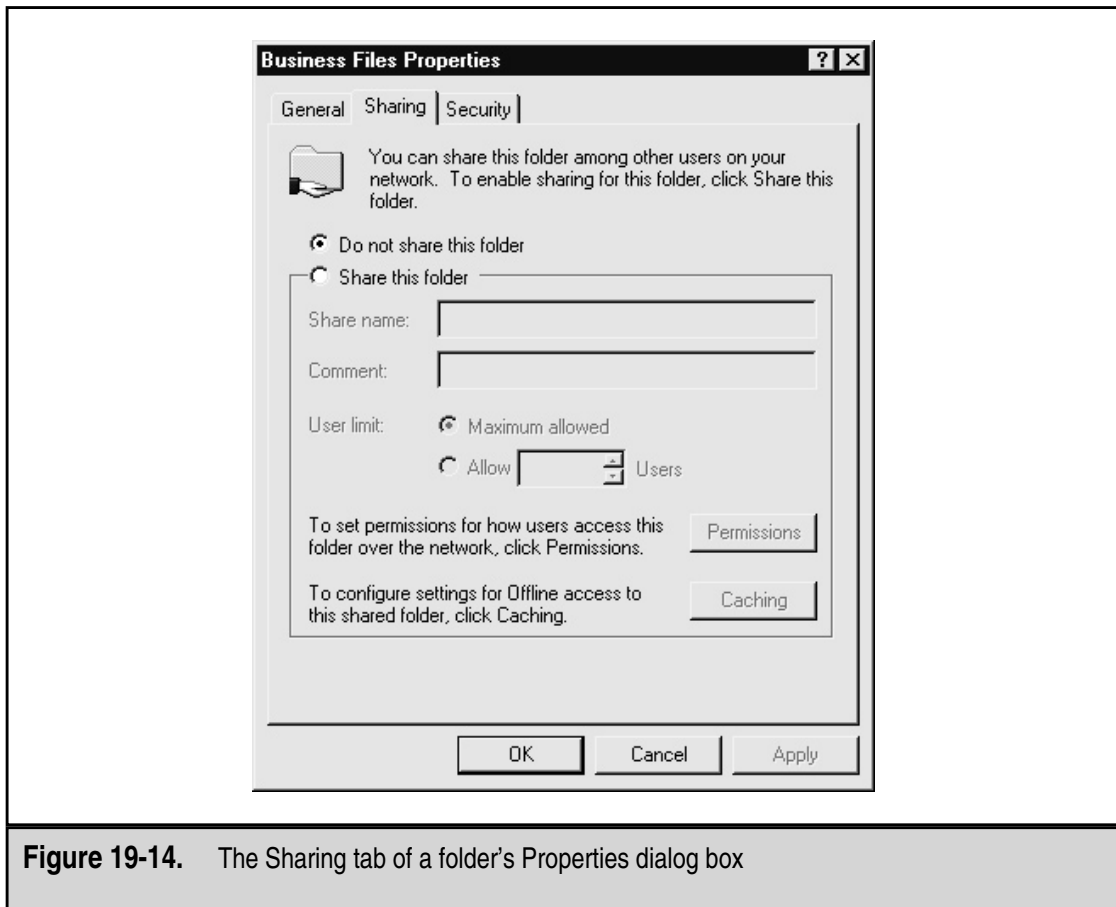 Business Files Properties
General Sharing Security
You can share this folder among other users on your
network. To enable sharing for this folder, click Share this
folder.
Do not share this folder
Share this folder
Share name:
Comment:
User limit: Maximum allowed
Allow Users
To set permissions for how users access this
folder over the network, click Permissions.
Permissions
To configure settings for Offline access to
this shared folder, click Caching.
Caching
OK Cancel Apply
Figure 19-14. The Sharing tab of a folder's Properties dialog box